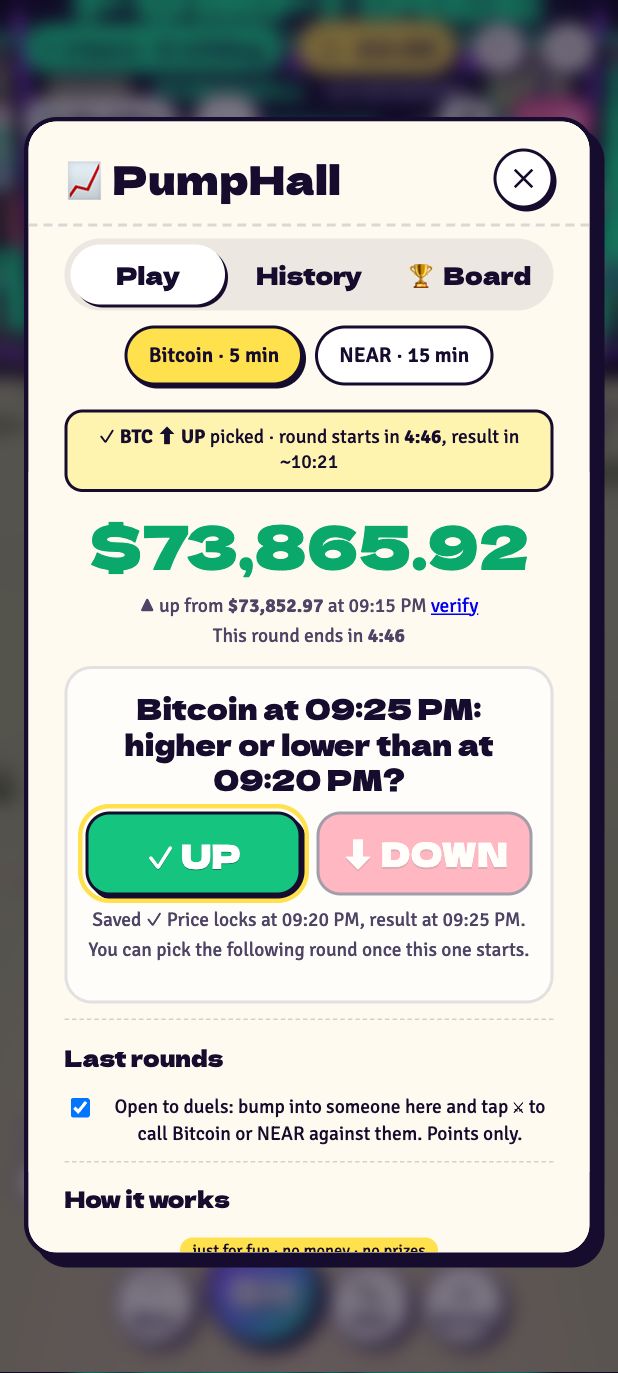 📈 PumpHall
Play
History
🏆 Board
Bitcoin · 5 min
NEAR · 15 min
✓ BTC ⬆ UP picked · round starts in 4:46, result in
~10:21
$73,865.92
▲ up from $73,852.97 at 09:15 PM verify
This round ends in 4:46
Bitcoin at 09:25 PM:
higher or lower than at
09:20 PM?
✓ UP
⬇ DOWN
Saved ✓ Price locks at 09:20 PM, result at 09:25 PM.
You can pick the following round once this one starts.
Last rounds
Open to duels: bump into someone here and tap ⚔ to
call Bitcoin or NEAR against them. Points only.
How it works
just for fun · no money · no prizes